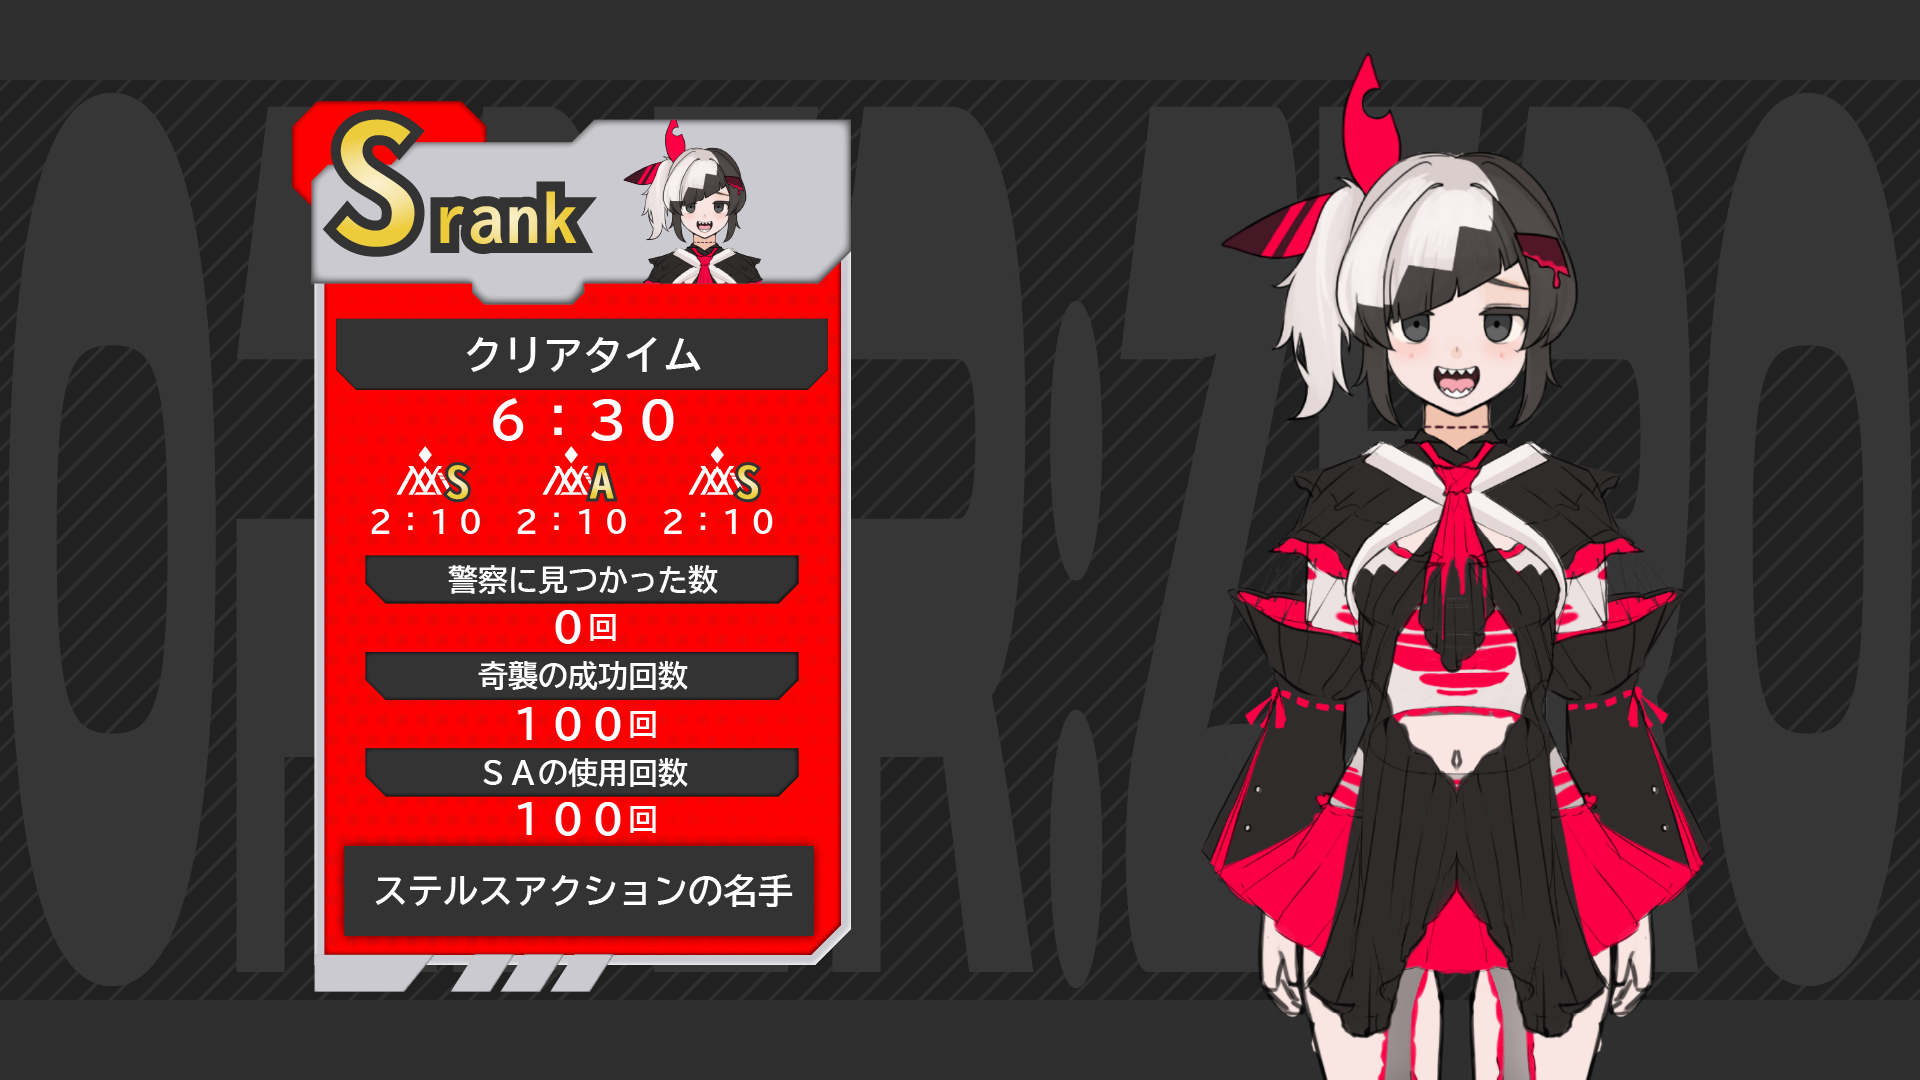 S rank
クリアタイム
6：30
S A S
2：10 2：10 2：10
警察に見つかった数
0回
奇襲の成功回数
100回
SAの使用回数
100回
ステルスアクションの名手